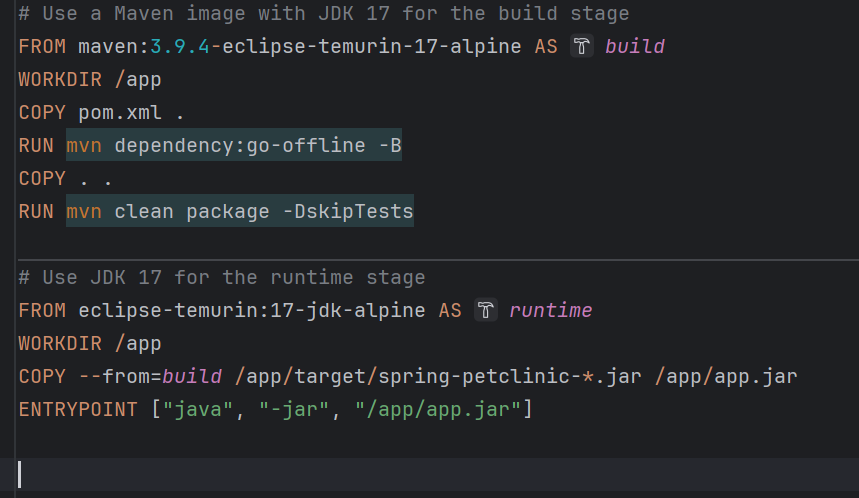 # Use a Maven image with JDK 17 for the build stage
FROM maven:3.9.4-eclipse-temurin-17-alpine AS build
WORKDIR /app
COPY pom.xml .
RUN mvn dependency:go-offline -B
COPY . .
RUN mvn clean package -DskipTests
# Use JDK 17 for the runtime stage
FROM eclipse-temurin:17-jdk-alpine AS runtime
WORKDIR /app
COPY --from=build /app/target/spring-petclinic-*.jar /app/app.jar
ENTRYPOINT ["java", "-jar", "/app/app.jar"]